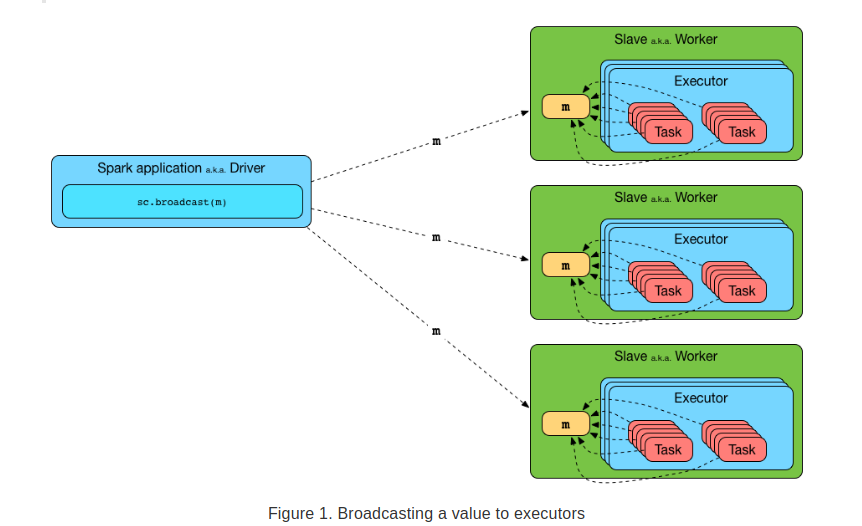 Slave a.k.a. Worker
Executor
m
Task Task
m
Spark application a.k.a. Driver
sc.broadcast(m)
Slave a.k.a. Worker
Executor
m
m
Task Task
m
Slave a.k.a. Worker
Executor
m
Task Task
Figure 1. Broadcasting a value to executors